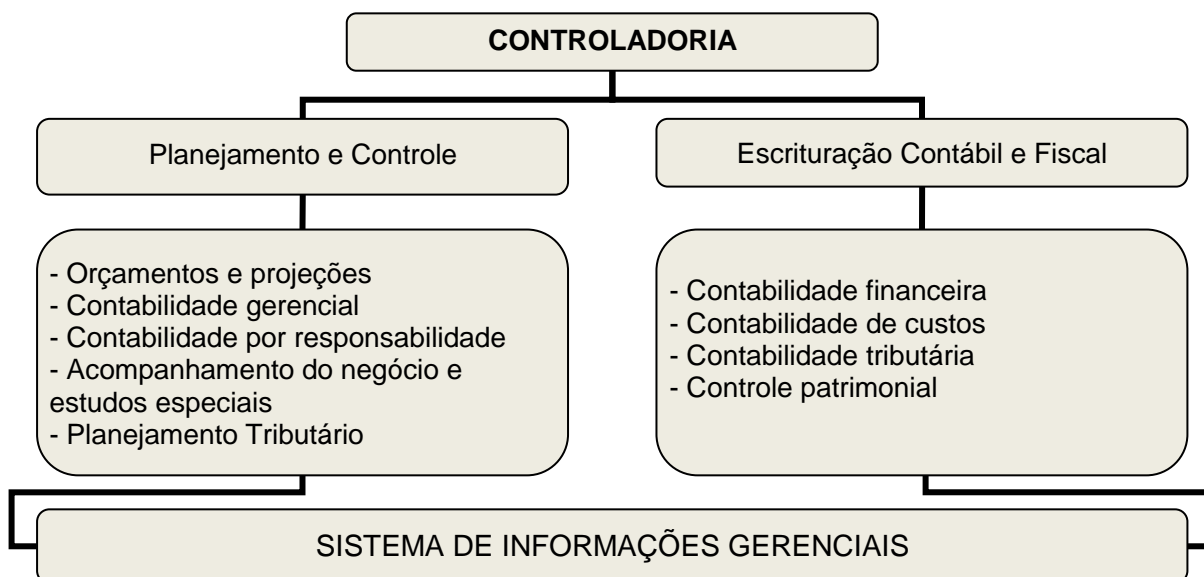 CONTROLADORIA
Planejamento e Controle
Escrituração Contábil e Fiscal
- Orçamentos e projeções
- Contabilidade gerencial
- Contabilidade por responsabilidade
- Acompanhamento do negócio e
estudos especiais
- Planejamento Tributário
- Contabilidade financeira
- Contabilidade de custos
- Contabilidade tributária
- Controle patrimonial
SISTEMA DE INFORMAÇÕES GERENCIAIS